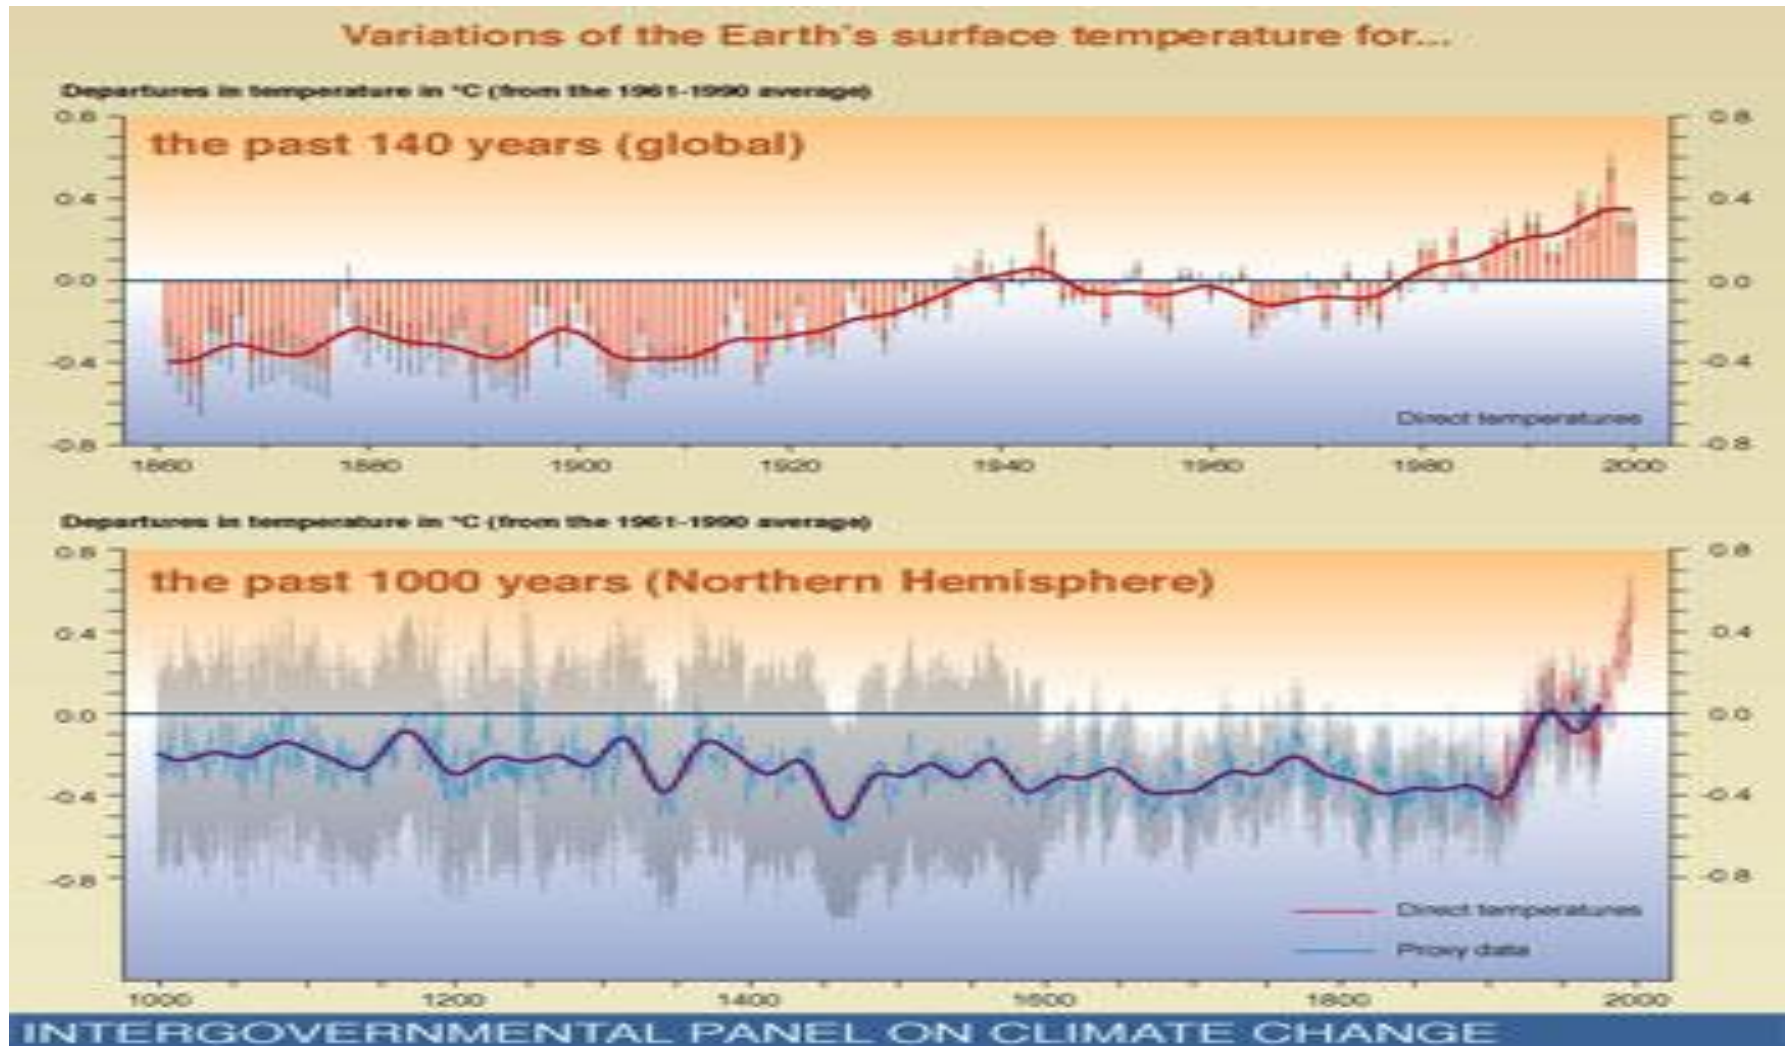 Variations of the Earth's surface temperature for...
Departures in temperature in °C (from the 1961-1990 average)
the past 140 years (global)
0.8 0.8
0.4 0.4
0.0 0.0
-0.4 -0.4
Direct temperatures
-0.8 -0.8
1860 1880 1900 1920 1940 1960 1980 2000
Departures in temperature in °C (from the 1961-1990 average)
0.8 0.8
the past 1000 years (Northern Hemisphere)
0.4 0.4
0.0 0.0
-0.4 -0.4
-0.8 -0.8
Direct temperatures
Proxy data
1000 1200 1400 1600 1800 2000
INTERGOVERNMENTAL PANEL ON CLIMATE CHANGE